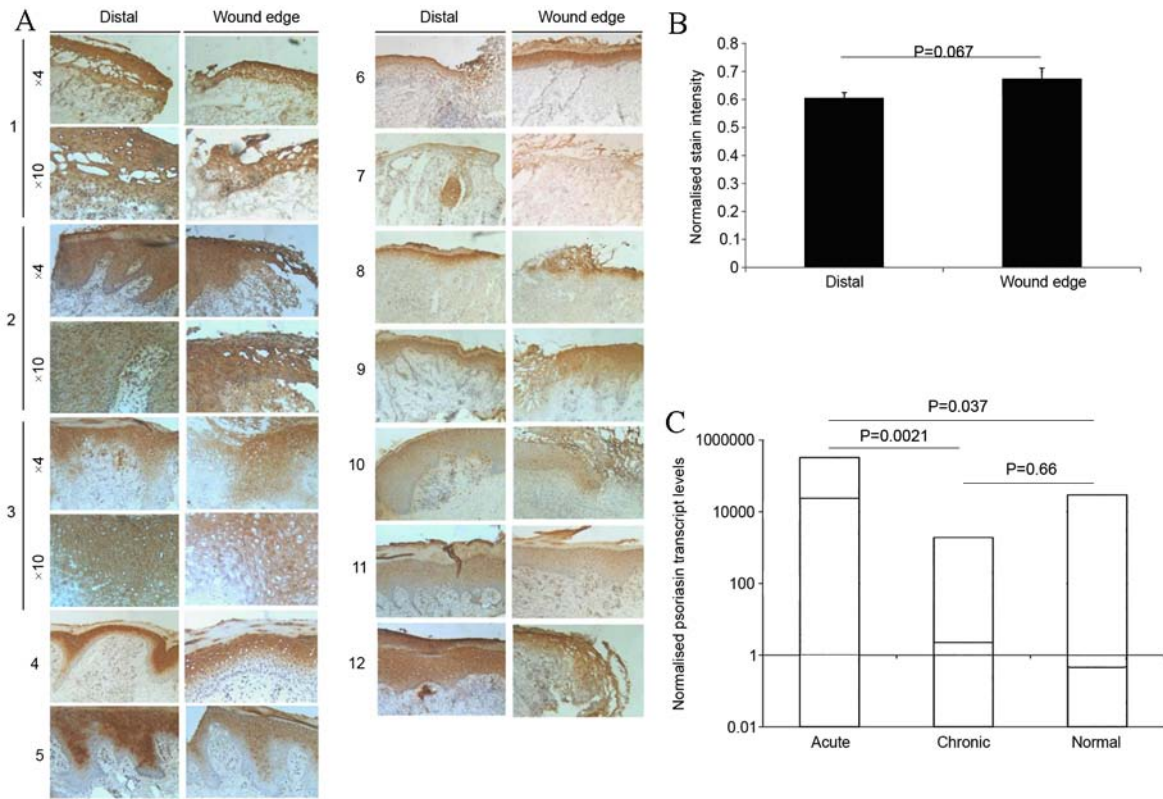 A
Distal
Wound edge
1
×4
×10
2
×4
×10
3
×4
×10
4
5
Distal
Wound edge
6
7
8
9
10
11
12
B
Normalised stain intensity
0.8
0.7
0.6
0.5
0.4
0.3
0.2
0.1
0
P=0.067
Distal
Wound edge
C
Normalised psoriasin transcript levels
1000000
10000
100
1
0.01
P=0.037
P=0.0021
P=0.66
Acute
Chronic
Normal